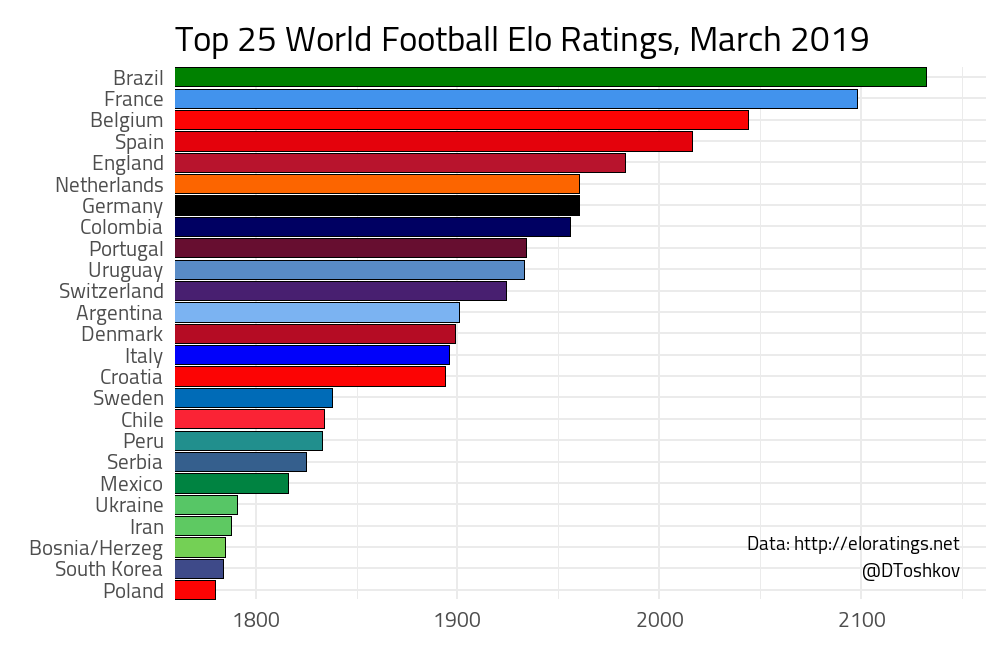 Top 25 World Football Elo Ratings, March 2019
Brazil
France
Belgium
Spain
England
Netherlands
Germany
Colombia
Portugal
Uruguay
Switzerland
Argentina
Denmark
Italy
Croatia
Sweden
Chile
Peru
Serbia
Mexico
Ukraine
Iran
Bosnia/Herzeg
South Korea
Poland
Data: http://eloratings.net
@DToshkov
1800 1900 2000 2100